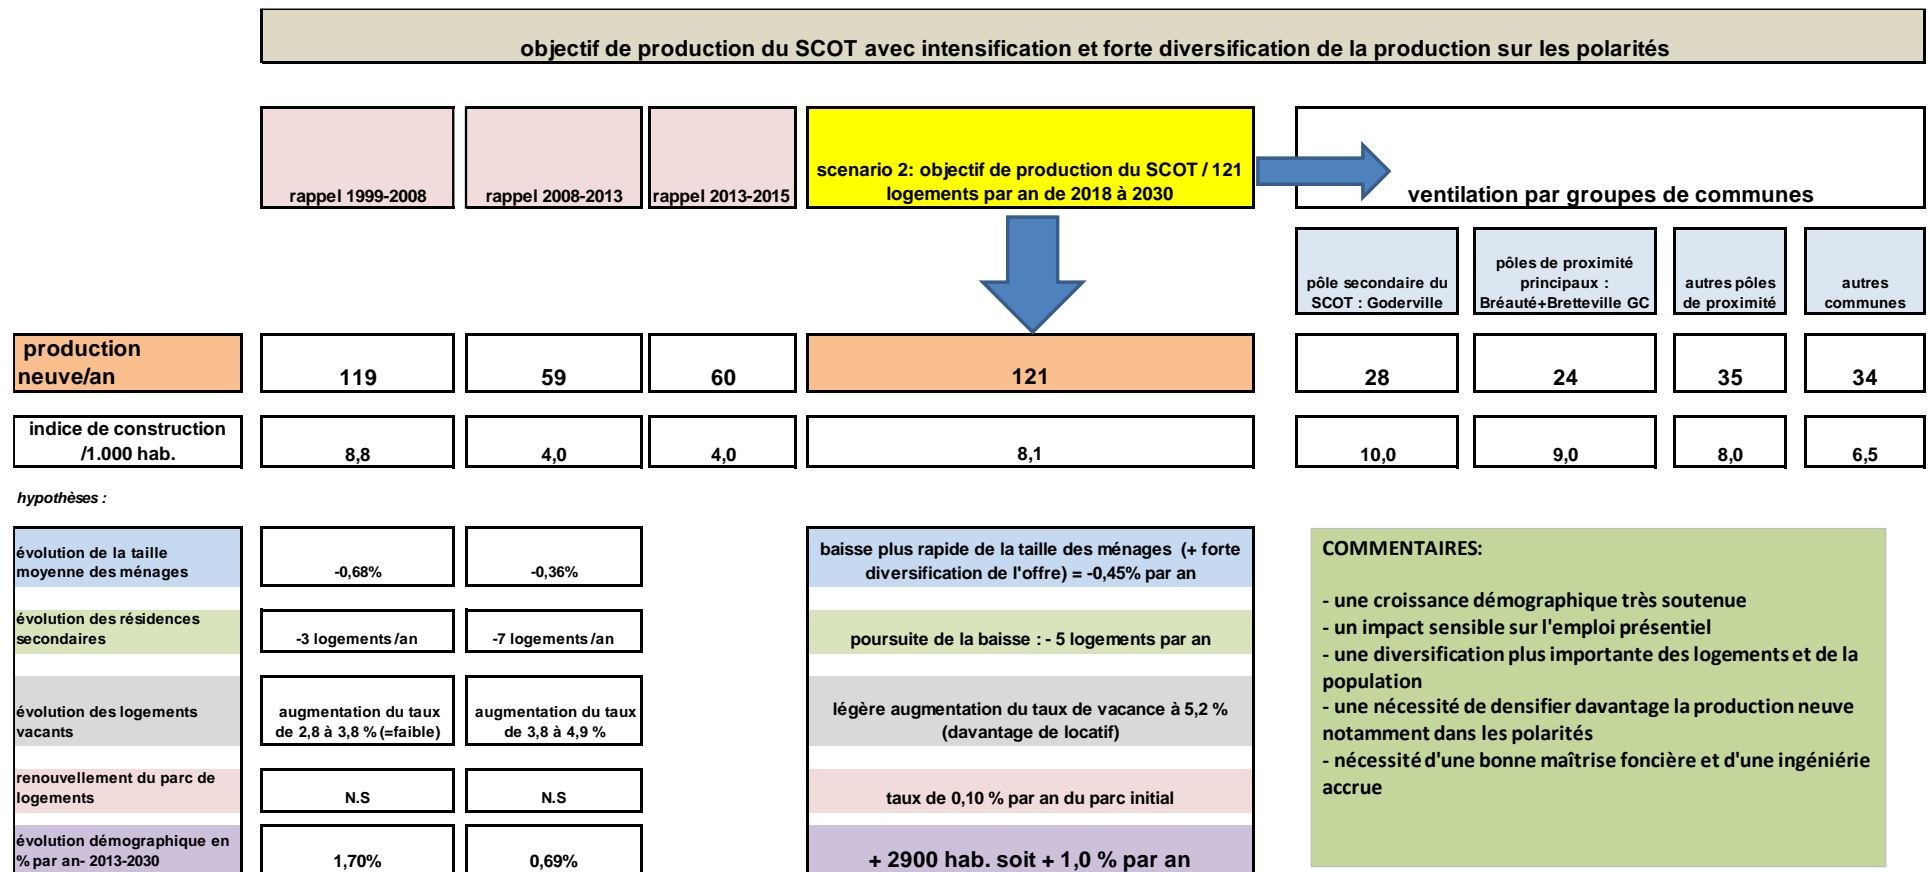 objectif de production du SCOT avec intensification et forte diversification de la production sur les polarités
rappel 1999-2008
rappel 2008-2013
rappel 2013-2015
scenario 2: objectif de production du SCOT / 121
logements par an de 2018 à 2030
ventilation par groupes de communes
pôle secondaire du
SCOT : Goderville
pôles de proximité
principaux :
Bréauté+Bretteville GC
autres pôles
de proximité
autres
communes
production
neuve/an
119
59
60
121
28
24
35
34
indice de construction
/1.000 hab.
8,8
4,0
4,0
8,1
10,0
9,0
8,0
6,5
hypothèses :
évolution de la taille
moyenne des ménages
-0,68%
-0,36%
baisse plus rapide de la taille des ménages (+ forte
diversification de l'offre) = -0,45% par an
évolution des résidences
secondaires
-3 logements/an
-7 logements/an
poursuite de la baisse : - 5 logements par an
évolution des logements
vacants
augmentation du taux
de 2,8 à 3,8 % (=faible)
augmentation du taux
de 3,8 à 4,9 %
légère augmentation du taux de vacance à 5,2 %
(davantage de locatif)
renouvellement du parc de
logements
N.S
N.S
taux de 0,10 % par an du parc initial
évolution démographique en
% par an- 2013-2030
1,70%
0,69%
+ 2900 hab. soit + 1,0 % par an
COMMENTAIRES:
- une croissance démographique très soutenue
- un impact sensible sur l'emploi présentiel
- une diversification plus importante des logements et de la
population
- une nécessité de densifier davantage la production neuve
notamment dans les polarités
- nécessité d'une bonne maîtrise foncière et d'une ingéniérie
accrue